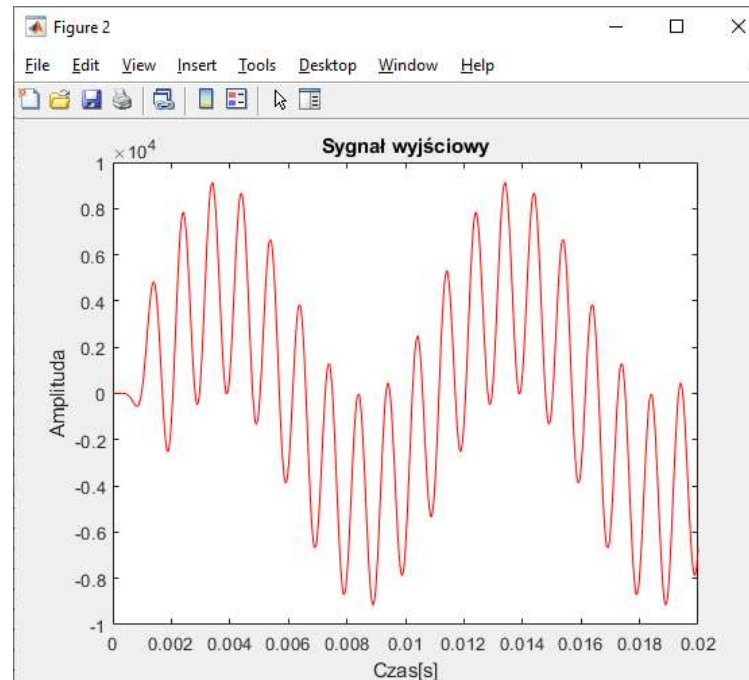 Figure 2
File Edit View Insert Tools Desktop Window Help
×10⁴
Sygnał wyjściowy
1
0.8
0.6
0.4
0.2
0
-0.2
-0.4
-0.6
-0.8
-1
Amplituda
0 0.002 0.004 0.006 0.008 0.01 0.012 0.014 0.016 0.018 0.02
Czas[s]